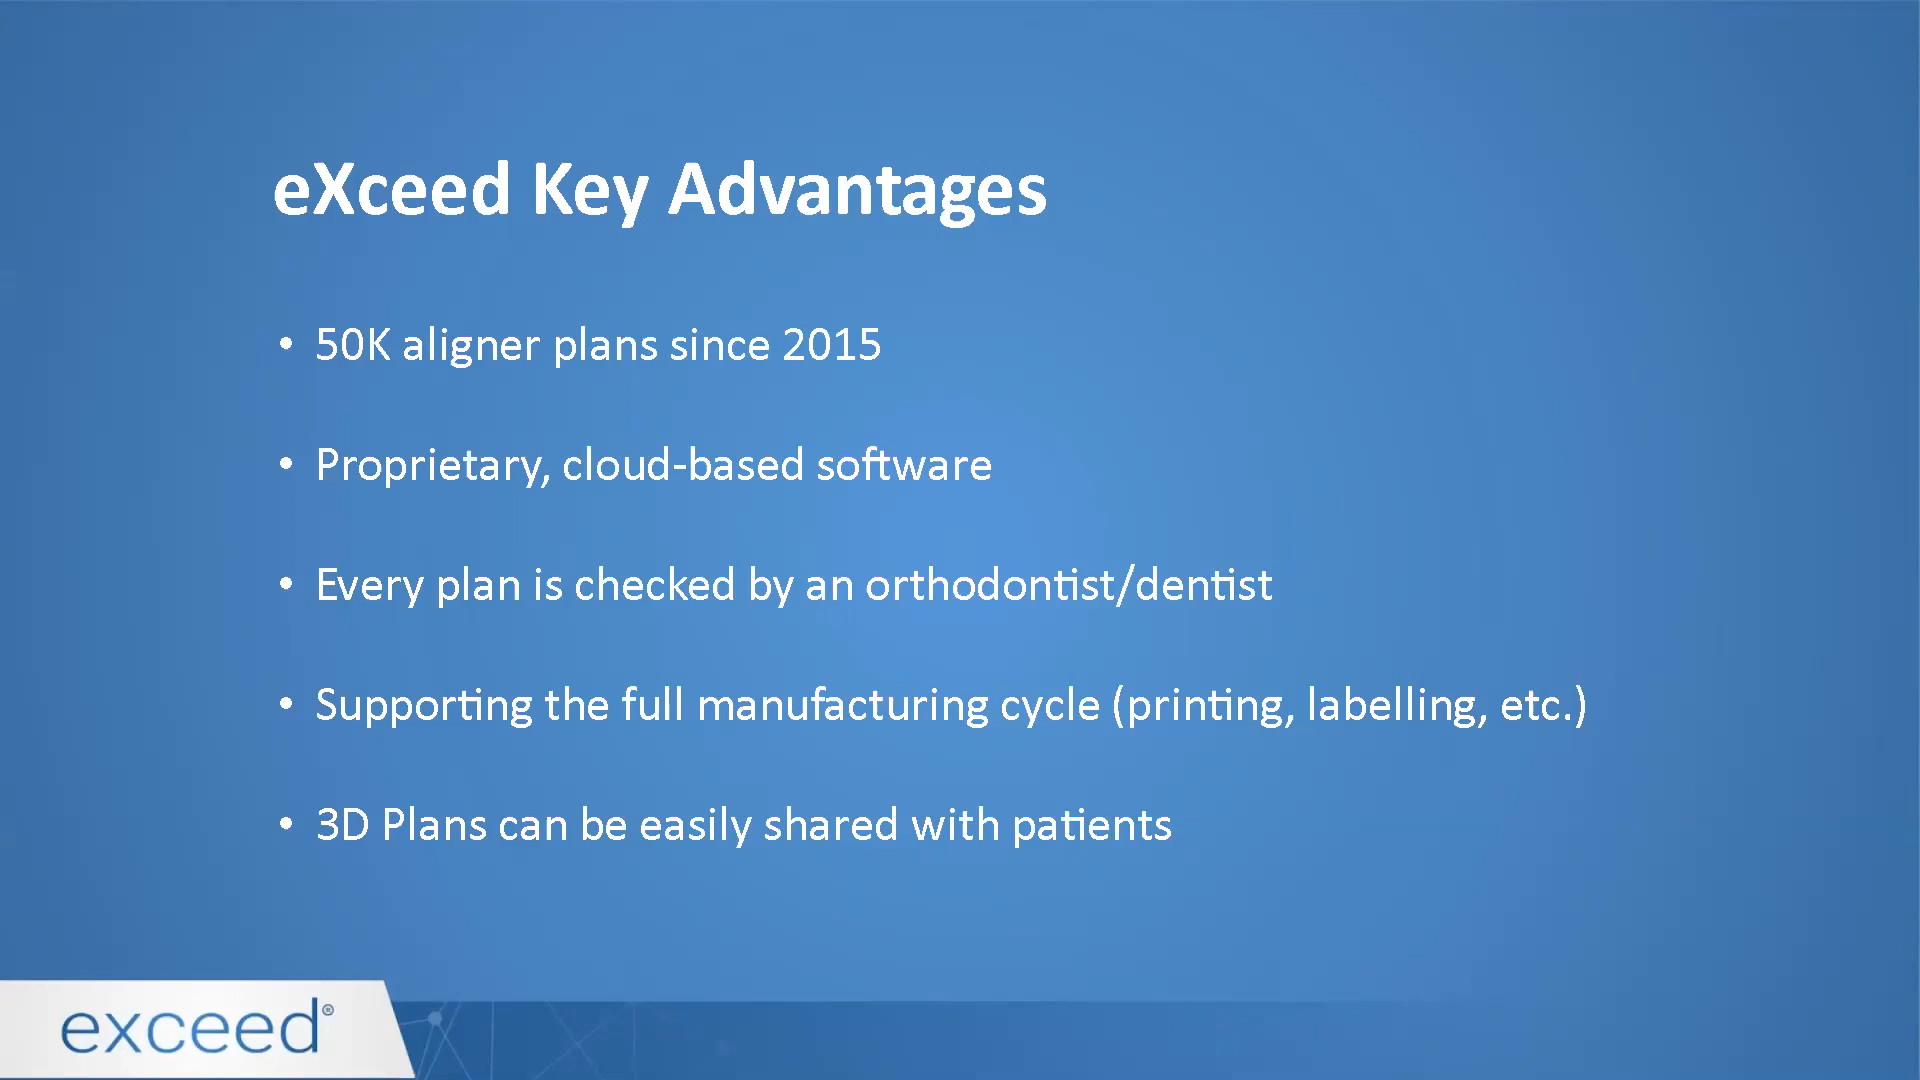 eXceed Key Advantages
• 50K aligner plans since 2015
• Proprietary, cloud-based software
• Every plan is checked by an orthodontist/dentist
• Supporting the full manufacturing cycle (printing, labelling, etc.)
• 3D Plans can be easily shared with patients
exceed®